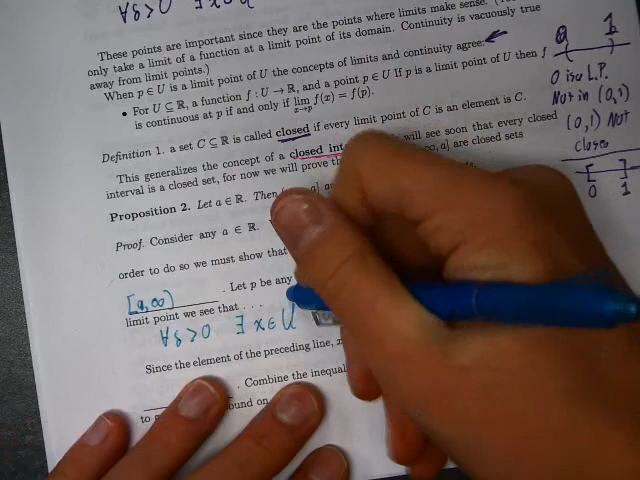 ∀δ>0 ∃
These points are important since they are the points where limits make sense.
only take a limit of a function at a limit point of its domain. Continuity is vacuously true
away from limit points.)
When p ∈ U is a limit point of U the concepts of limits and continuity agree:
• For U ⊆ ℝ, a function f : U → ℝ, and a point p ∈ U If p is a limit point of U then f
is continuous at p if and only if lim x→p f(x) = f(p).
Definition 1. a set C ⊆ ℝ is called closed if every limit point of C is an element is C.
This generalizes the concept of a closed will see soon that every closed
interval is a closed set, for now we will prove a] are closed sets
Proposition 2. Let a ∈ ℝ. Then a]
Proof. Consider any a ∈ ℝ.
order to do so we must show that
[a,∞) . Let p be any
limit point we see that . . .
∀δ>0 ∃ x∈U
Since the element of the preceding line,
. Combine the
to on
0 1
0 is a L.P.
Not in (0,1)
(0,1) Not
closed
[ ]
0 1